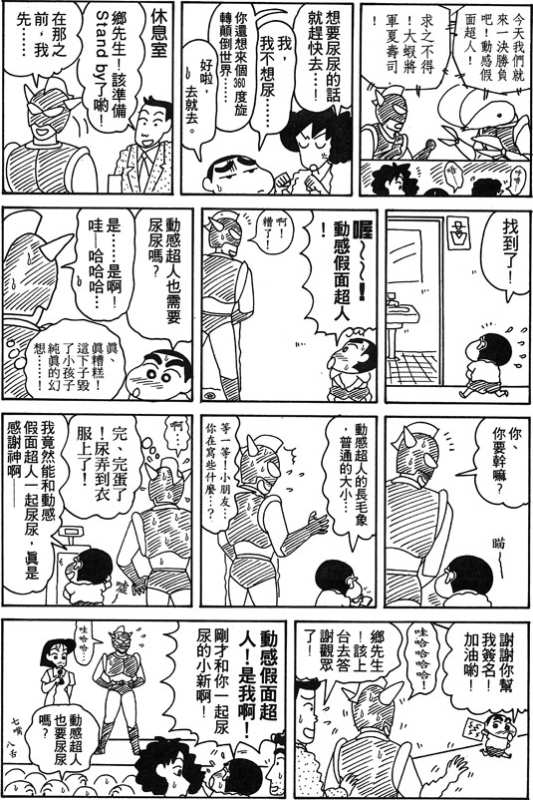 今天我們就
來一決勝負
吧！動感假
面超人！
求之不得
！大蝦將
軍夏壽司
想要尿尿的話
就趕快去…！
我，
我不想尿……
你還想來個360度旋
轉顛倒世界……
好啦，
去就去。
休息室
鄉先生！該準備
Stand by了喲！
在那之
前，我
先……
找到了！
喔～～！
動感假面超人
！
啊！
糟了！
動感超人也需要
尿尿嗎？
是……是啊！
哇—哈哈哈…
真、
真糟糕！
這下子毀
了小孩子
純真的幻
想……！
你、
你要幹嘛？
喵—
動感超人的長毛象
，普通的大小…
等一等！小朋友
你在寫些什麼…？
啊…
完、完蛋了
！尿弄到衣
服上了！
噓
我竟然能和動感
假面超人一起尿尿，真是
感謝神啊——
謝謝你幫
我簽名！
加油喲！
哇哈哈哈！
鄉先生
！該上
台去答
謝觀眾
了！
動感假面超
人！是我啊！
剛才和你一起尿
尿的小新啊！
哇哈哈…
動感超人
也要尿尿
嗎？
七嘴
八舌